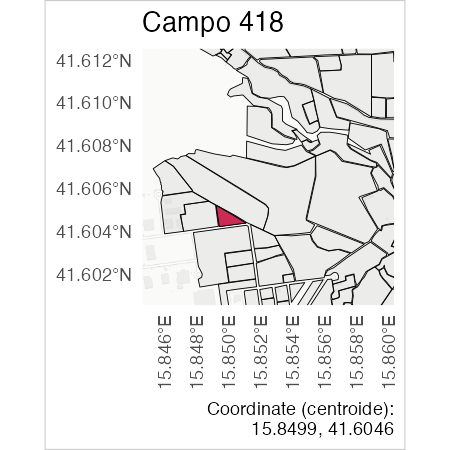 Campo 418
41.612°N
41.610°N
41.608°N
41.606°N
41.604°N
41.602°N
15.846°E
15.848°E
15.850°E
15.852°E
15.854°E
15.856°E
15.858°E
15.860°E
Coordinate (centroide):
15.8499, 41.6046